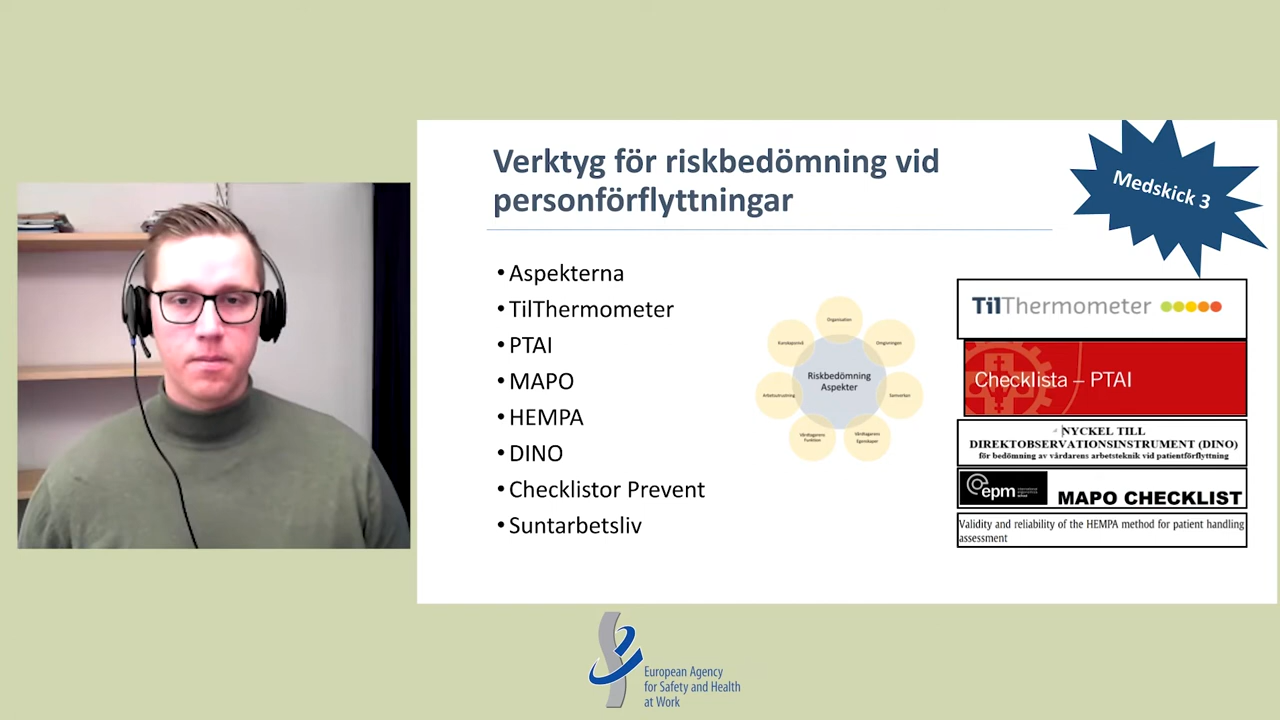 Verktyg för riskbedömning vid
personförflyttningar
Medskick 3
• Aspekterna
• TilThermometer
• PTAI
• MAPO
• HEMPA
• DINO
• Checklistor Prevent
• Suntarbetsliv
Organisation
Kunskapsnivå
Omgivningen
Riskbedömning
Aspekter
Arbetsutrustning
Samverkan
Vårdtagarens
Funktion
Vårdtagarens
Egenskaper
TilThermometer
Checklista – PTAI
NYCKEL TILL
DIREKTOBSERVATIONSINSTRUMENT (DINO)
för bedömning av vårdarens arbetsteknik vid patientförflyttning
epm
MAPO CHECKLIST
Validity and reliability of the HEMPA method for patient handling
assessment
European Agency
for Safety and Health
at Work